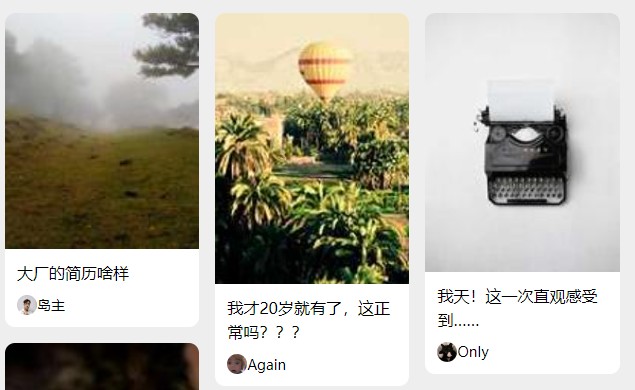 大厂的简历啥样
岛主
我才20岁就有了，这正
常吗？？？
Again
我天！这一次直观感受
到......
Only